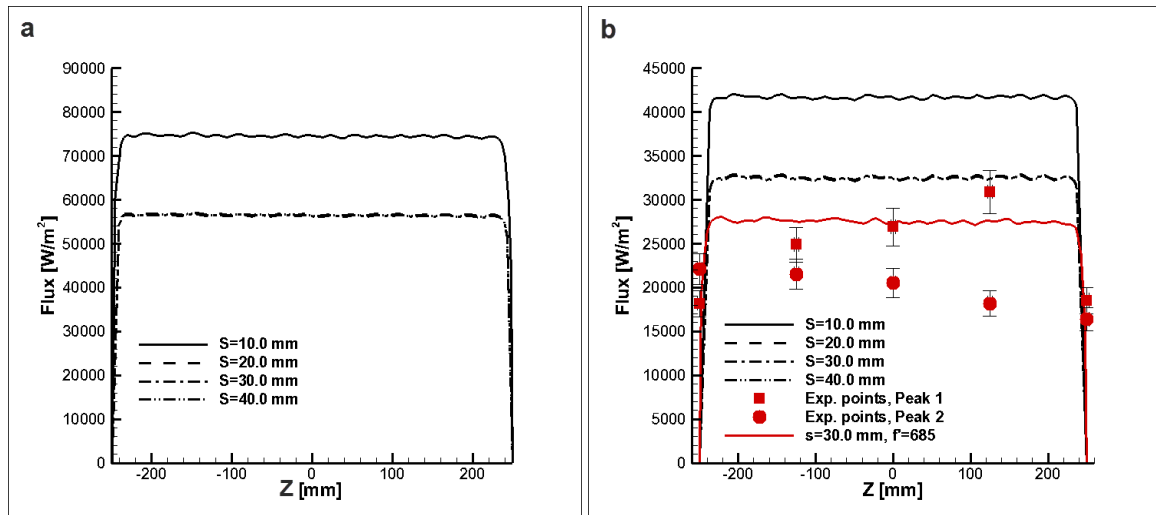 a
90000
80000
70000
60000
50000
40000
30000
20000
10000
0
Flux [W/m²]
S=10.0 mm
S=20.0 mm
S=30.0 mm
S=40.0 mm
-200
-100
0
100
200
Z [mm]
b
45000
40000
35000
30000
25000
20000
15000
10000
5000
0
Flux [W/m²]
S=10.0 mm
S=20.0 mm
S=30.0 mm
S=40.0 mm
Exp. points, Peak 1
Exp. points, Peak 2
s=30.0 mm, f'=685
-200
-100
0
100
200
Z [mm]